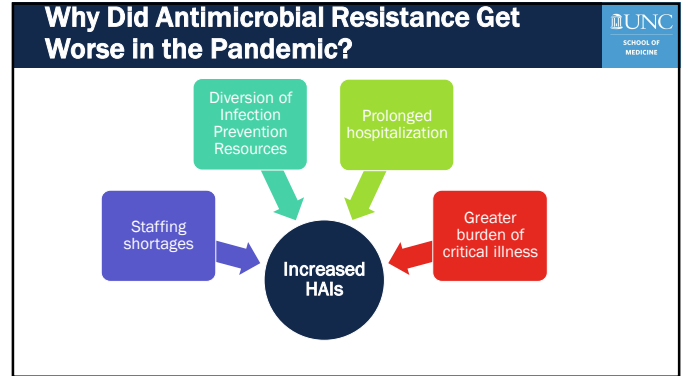 Why Did Antimicrobial Resistance Get
Worse in the Pandemic?
UNC
SCHOOL OF
MEDICINE
Diversion of
Infection
Prevention
Resources
Prolonged
hospitalization
Staffing
shortages
Greater
burden of
critical illness
Increased
HAIs